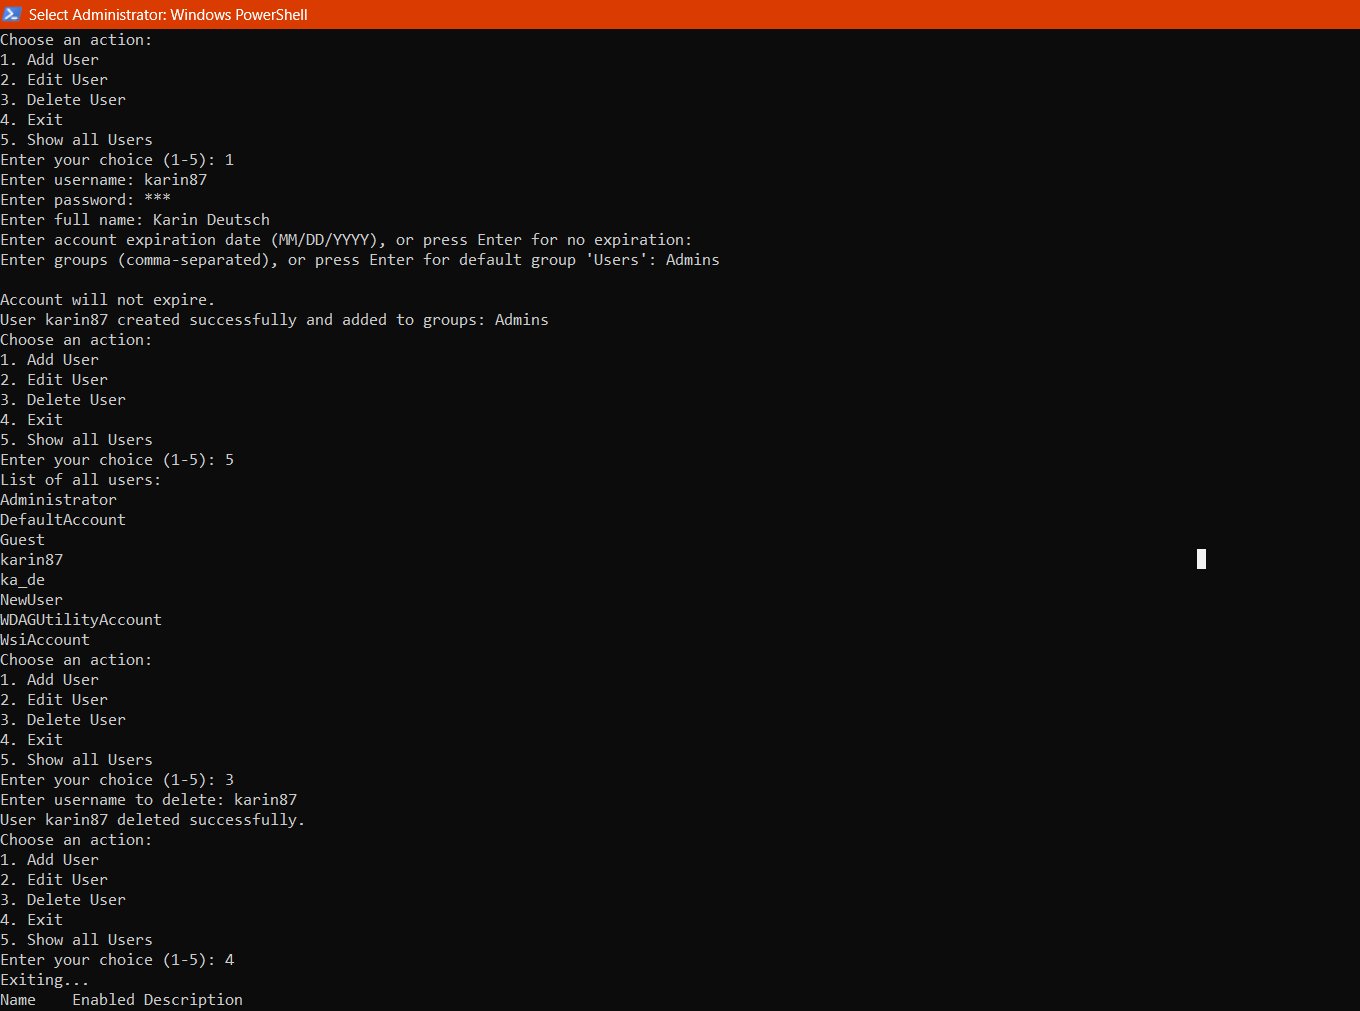 Select Administrator: Windows PowerShell
Choose an action:
1. Add User
2. Edit User
3. Delete User
4. Exit
5. Show all Users
Enter your choice (1-5): 1
Enter username: karin87
Enter password: ***
Enter full name: Karin Deutsch
Enter account expiration date (MM/DD/YYYY), or press Enter for no expiration:
Enter groups (comma-separated), or press Enter for default group 'Users': Admins
Account will not expire.
User karin87 created successfully and added to groups: Admins
Choose an action:
1. Add User
2. Edit User
3. Delete User
4. Exit
5. Show all Users
Enter your choice (1-5): 5
List of all users:
Administrator
DefaultAccount
Guest
karin87
ka_de
NewUser
WDAGUtilityAccount
WsiAccount
Choose an action:
1. Add User
2. Edit User
3. Delete User
4. Exit
5. Show all Users
Enter your choice (1-5): 3
Enter username to delete: karin87
User karin87 deleted successfully.
Choose an action:
1. Add User
2. Edit User
3. Delete User
4. Exit
5. Show all Users
Enter your choice (1-5): 4
Exiting...
Name    Enabled Description